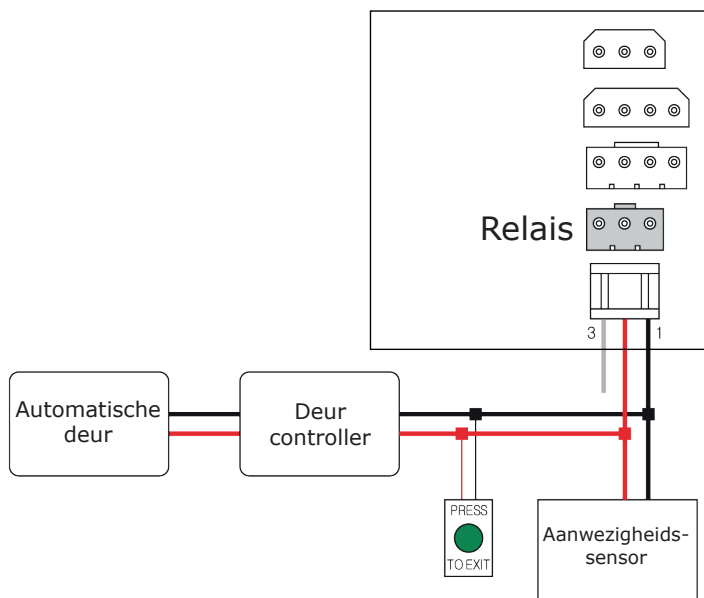 Relais
3 1
Automatische
deur
Deur
controller
PRESS
TO EXIT
Aanwezigheids-
sensor